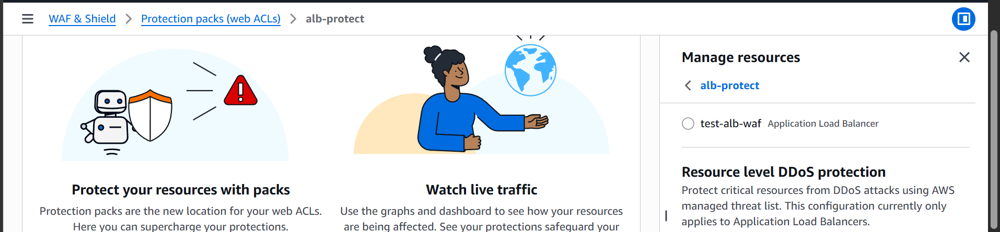 WAF & Shield > Protection packs (web ACLs) > alb-protect
Manage resources
alb-protect
test-alb-waf Application Load Balancer
Resource level DDoS protection
Protect critical resources from DDoS attacks using AWS
managed threat list. This configuration currently only
applies to Application Load Balancers.
Protect your resources with packs
Protection packs are the new location for your web ACLs.
Here you can supercharge your protections.
Watch live traffic
Use the graphs and dashboard to see how your resources
are being affected. See your protections safeguard your